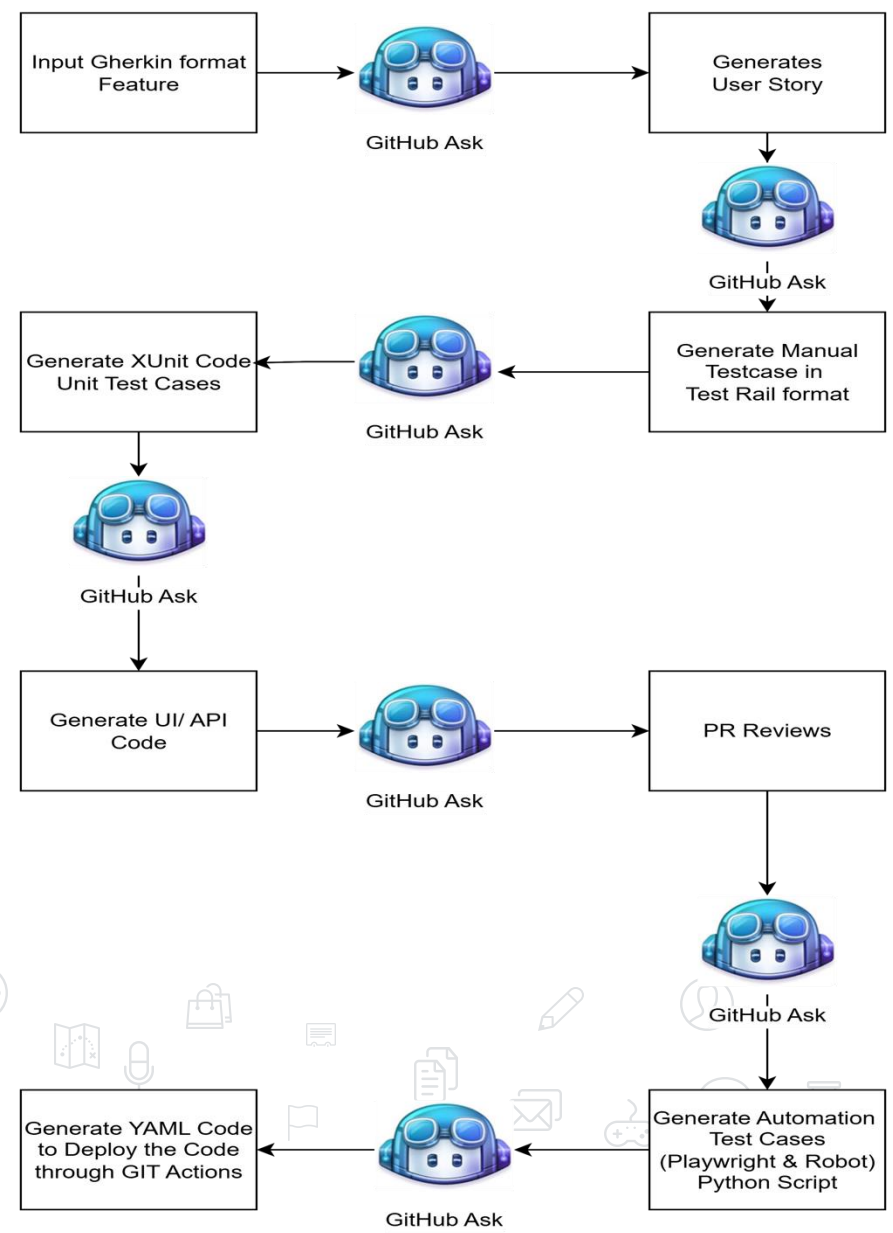 Input Gherkin format
Feature
GitHub Ask
Generates
User Story
GitHub Ask
Generate Manual
Testcase in
Test Rail format
GitHub Ask
Generate XUnit Code
Unit Test Cases
GitHub Ask
Generate UI/ API
Code
GitHub Ask
PR Reviews
GitHub Ask
Generate Automation
Test Cases
(Playwright & Robot)
Python Script
GitHub Ask
Generate YAML Code
to Deploy the Code
through GIT Actions